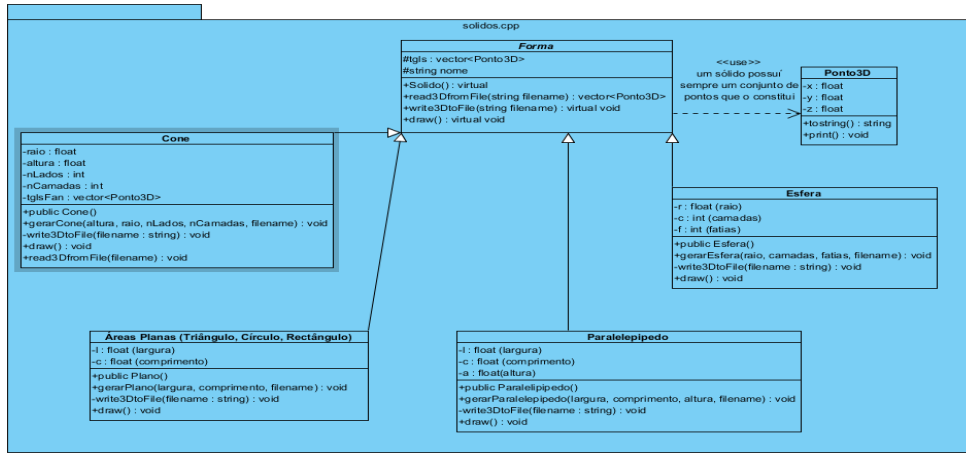 solidos.cpp
Forma
#tgls : vector<Ponto3D>
#string nome
+Solido() : virtual
+read3DfromFile(string filename) : vector<Ponto3D>
+write3DtoFile(string filename) : virtual void
+draw() : virtual void
<<use>>
um sólido possuí
sempre um conjunto de
pontos que o constitui
Ponto3D
-x : float
-y : float
-z : float
+tostring() : string
+print() : void
Cone
-raio : float
-altura : float
-nLados : int
-nCamadas : int
-tglsFan : vector<Ponto3D>
+public Cone()
+gerarCone(altura, raio, nLados, nCamadas, filename) : void
-write3DtoFile(filename : string) : void
+draw() : void
+read3DfromFile(filename) : void
Esfera
-r : float (raio)
-c : int (camadas)
-f : int (fatias)
+public Esfera()
+gerarEsfera(raio, camadas, fatias, filename) : void
-write3DtoFile(filename : string) : void
+draw() : void
Áreas Planas (Triângulo, Círculo, Rectângulo)
-l : float (largura)
-c : float (comprimento)
+public Plano()
+gerarPlano(largura, comprimento, filename) : void
-write3DtoFile(filename : string) : void
+draw() : void
Paralelepipedo
-l : float (largura)
-c : float (comprimento)
-a : float(altura)
+public Paralelipipedo()
+gerarParalelepipedo(largura, comprimento, altura, filename) : void
-write3DtoFile(filename : string) : void
+draw() : void